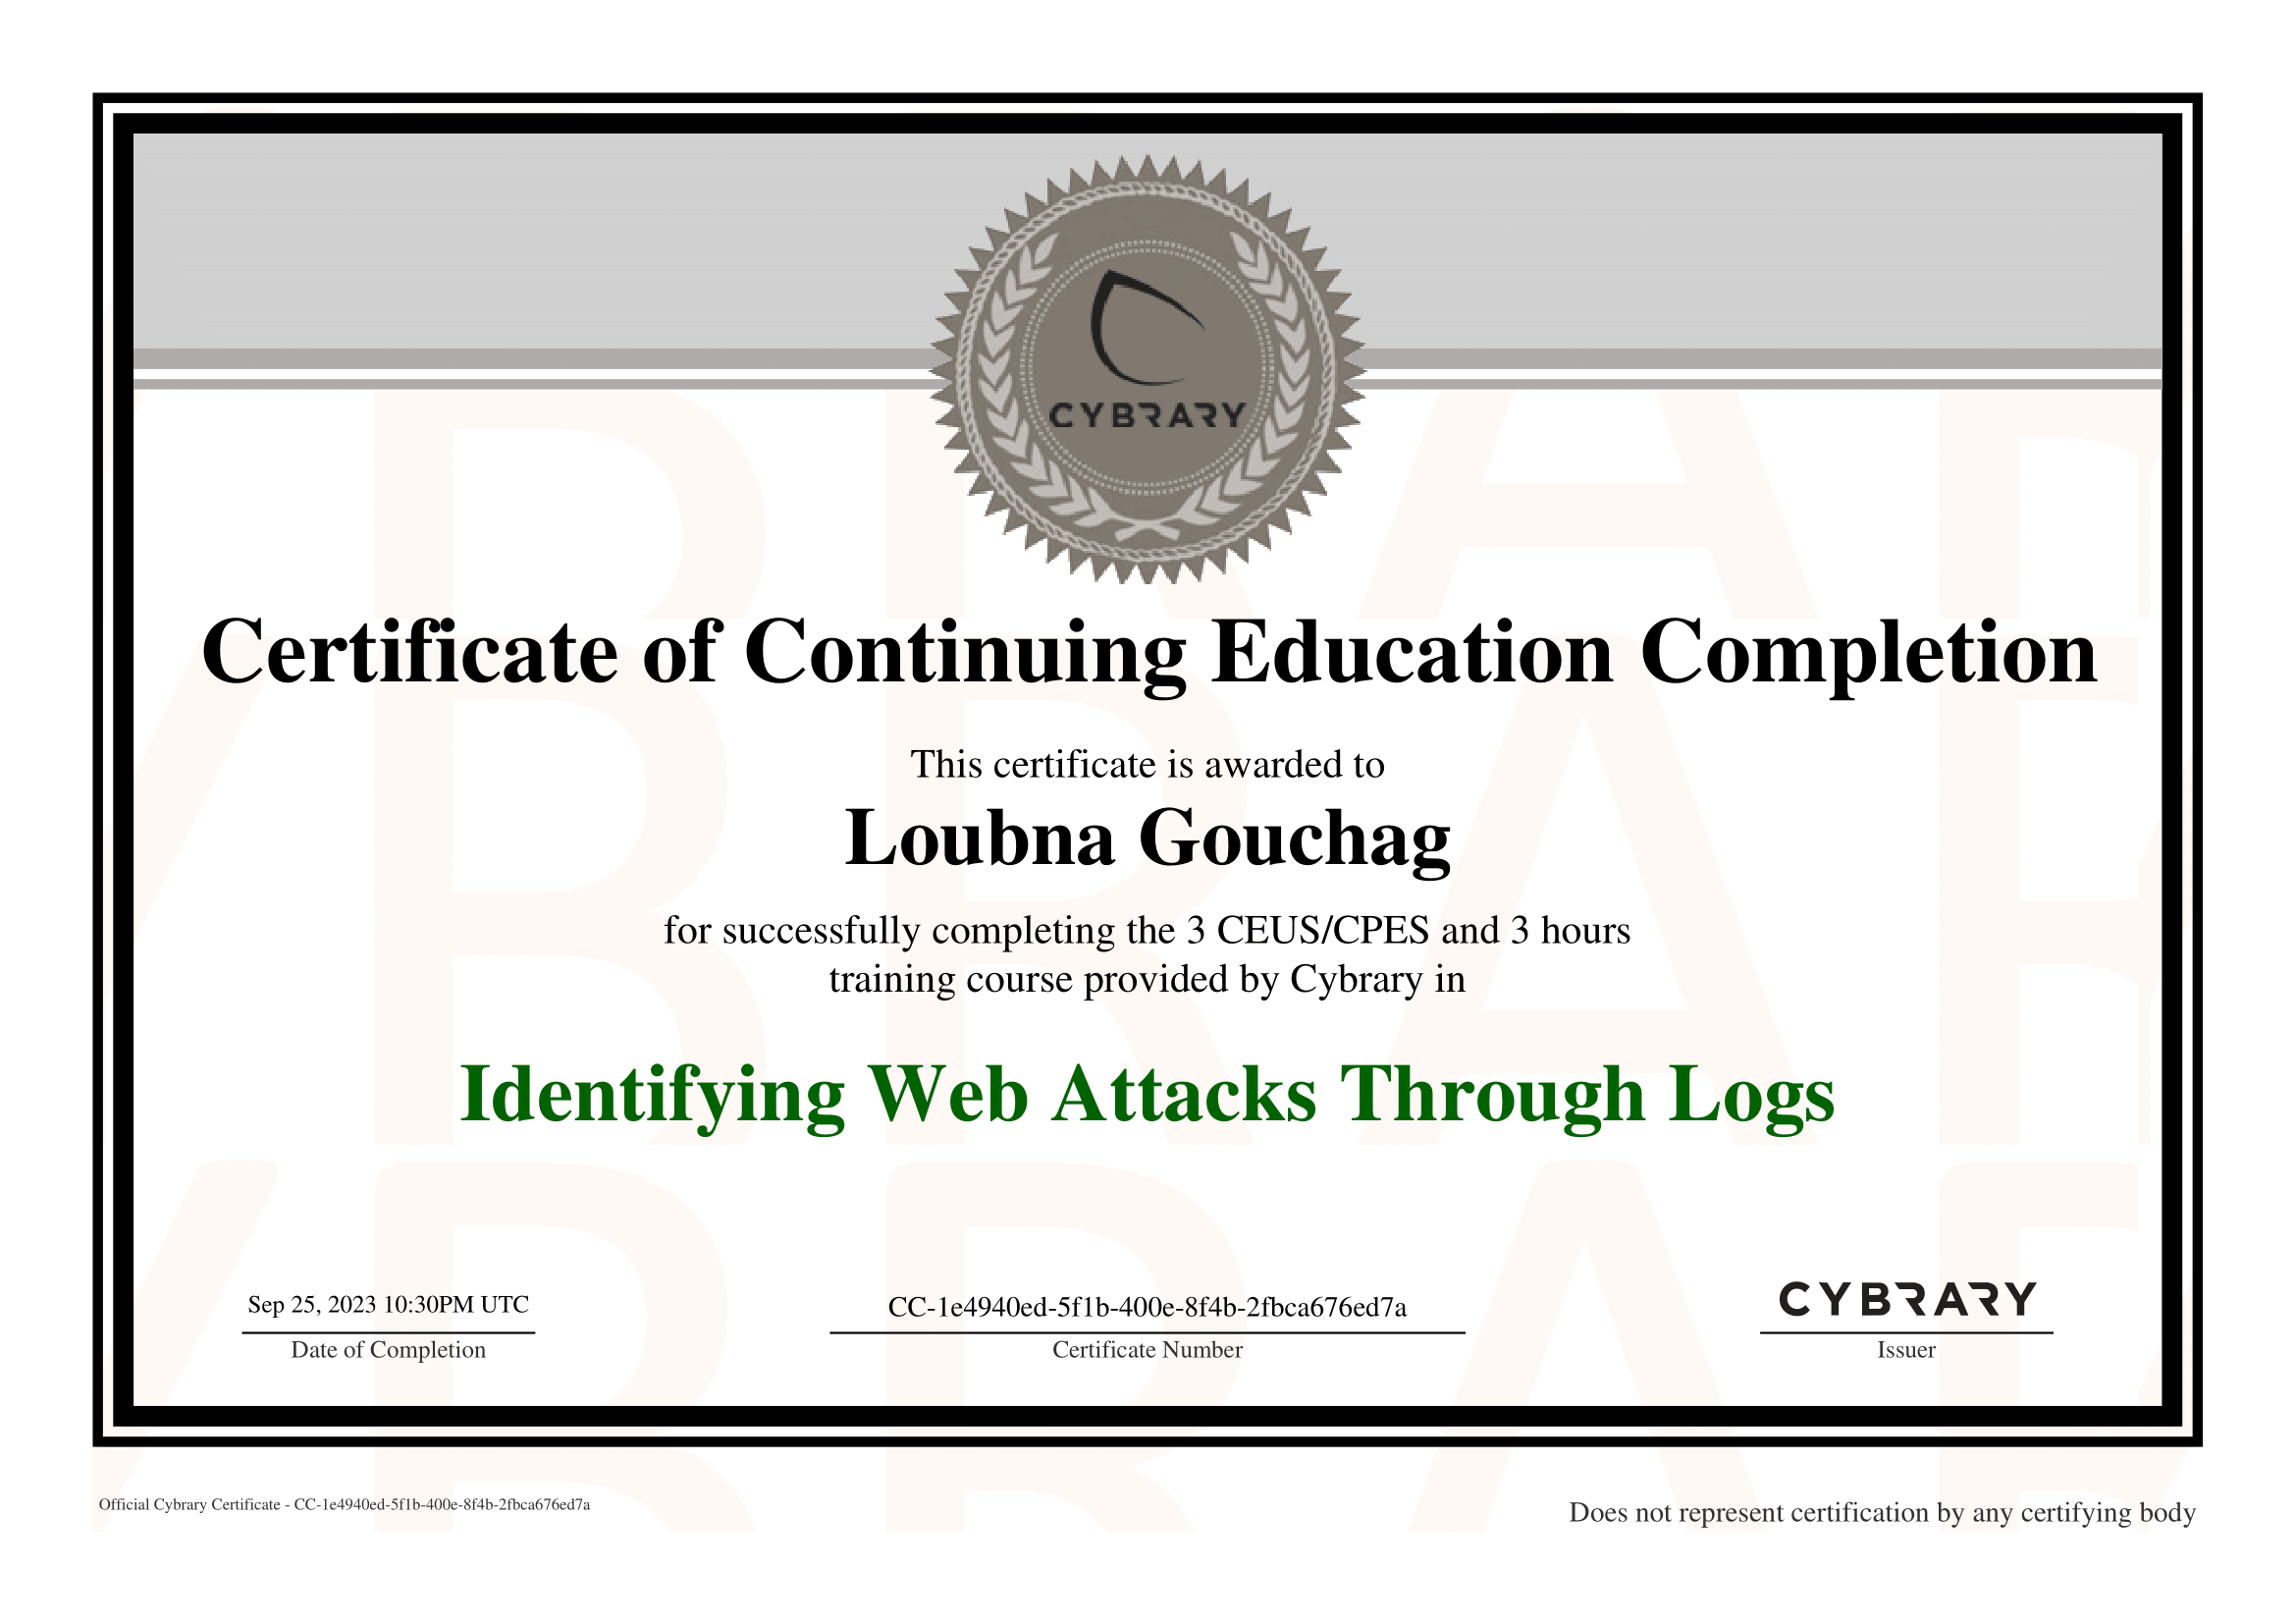 CYBRARY
Certificate of Continuing Education Completion
This certificate is awarded to
Loubna Gouchag
for successfully completing the 3 CEUS/CPES and 3 hours
training course provided by Cybrary in
Identifying Web Attacks Through Logs
Sep 25, 2023 10:30PM UTC
Date of Completion
CC-1e4940ed-5f1b-400e-8f4b-2fbca676ed7a
Certificate Number
CYBRARY
Issuer
Official Cybrary Certificate - CC-1e4940ed-5f1b-400e-8f4b-2fbca676ed7a
Does not represent certification by any certifying body